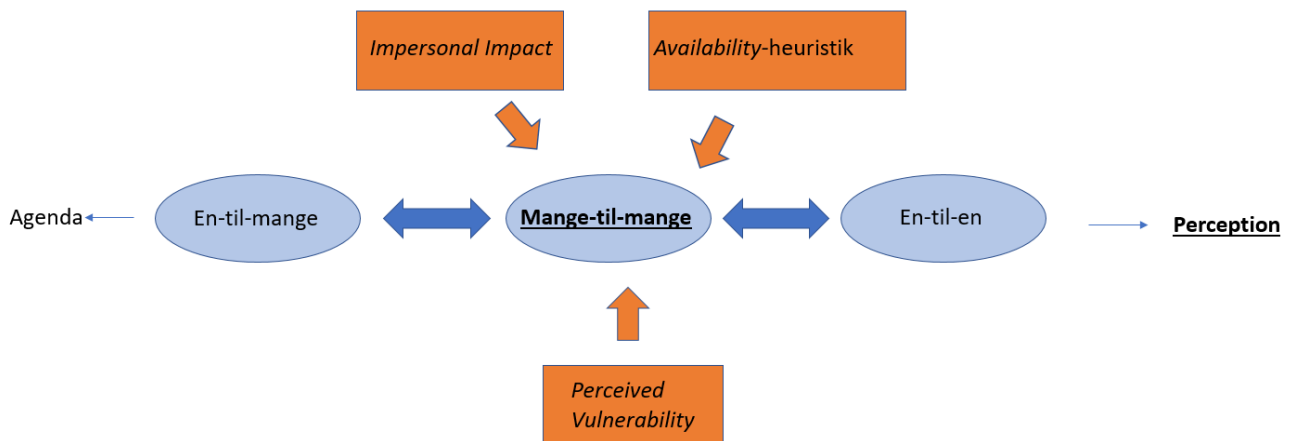 Impersonal Impact
Availability-heuristik
Agenda
En-til-mange
Mange-til-mange
En-til-en
Perception
Perceived
Vulnerability